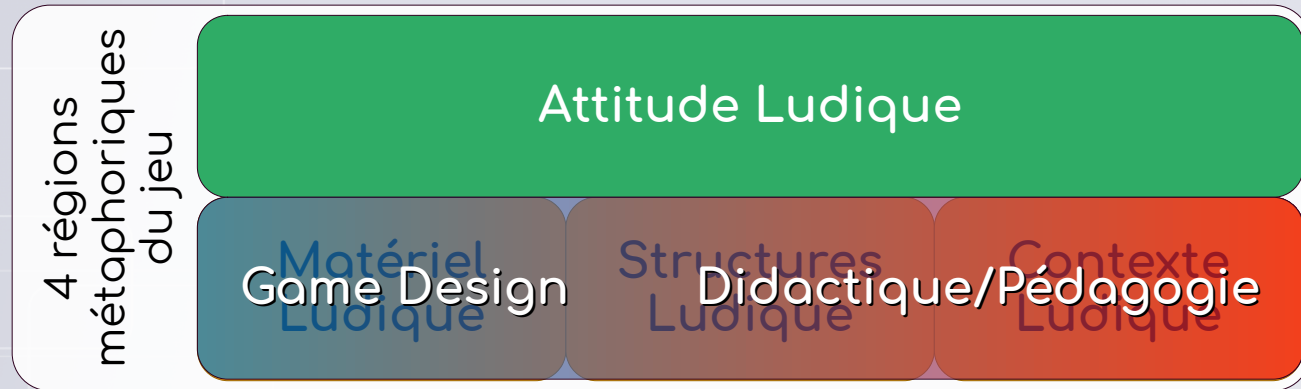 4 régions
métaphoriques
du jeu
Attitude Ludique
Matériel
Ludique
Structures
Ludique
Contexte
Ludique
Game Design
Didactique/Pédagogie